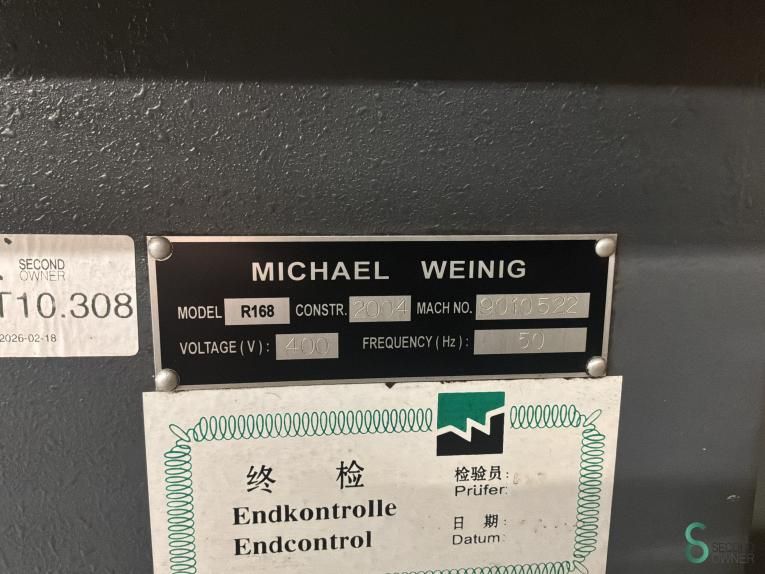 SECOND
OWNER
T10.308
2026-02-18
MICHAEL WEINIG
MODEL R168 CONSTR. 2004 MACH NO. 9010522
VOLTAGE ( V ) : 400 FREQUENCY ( Hz ) : 50
终 检
Endkontrolle
Endcontrol
检验员:
Prüfer:
日 期:
Datum:
SECOND
OWNER